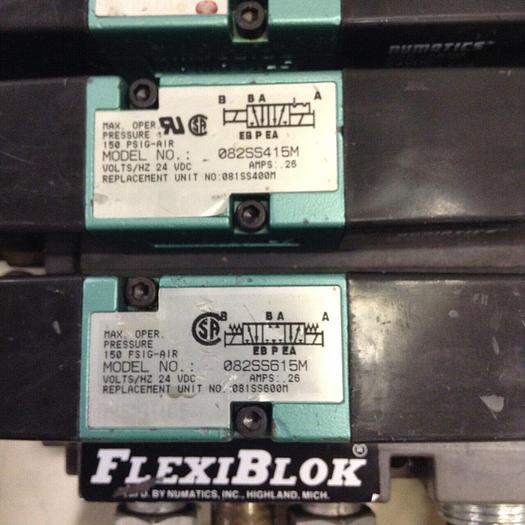 NUMATICS
B BA A
MAX. OPER.
PRESSURE
150 PSIG-AIR
EB P EA
MODEL NO.: 082SS415M
VOLTS/HZ 24 VDC AMPS: .26
REPLACEMENT UNIT NO:081SS400M
B BA A
MAX. OPER.
PRESSURE
150 PSIG-AIR
EB P EA
MODEL NO.: 082SS615M
VOLTS/HZ 24 VDC AMPS: .26
REPLACEMENT UNIT NO.:081SS600M
FLEXIBLOK®
MFD. BY NUMATICS, INC., HIGHLAND, MICH.